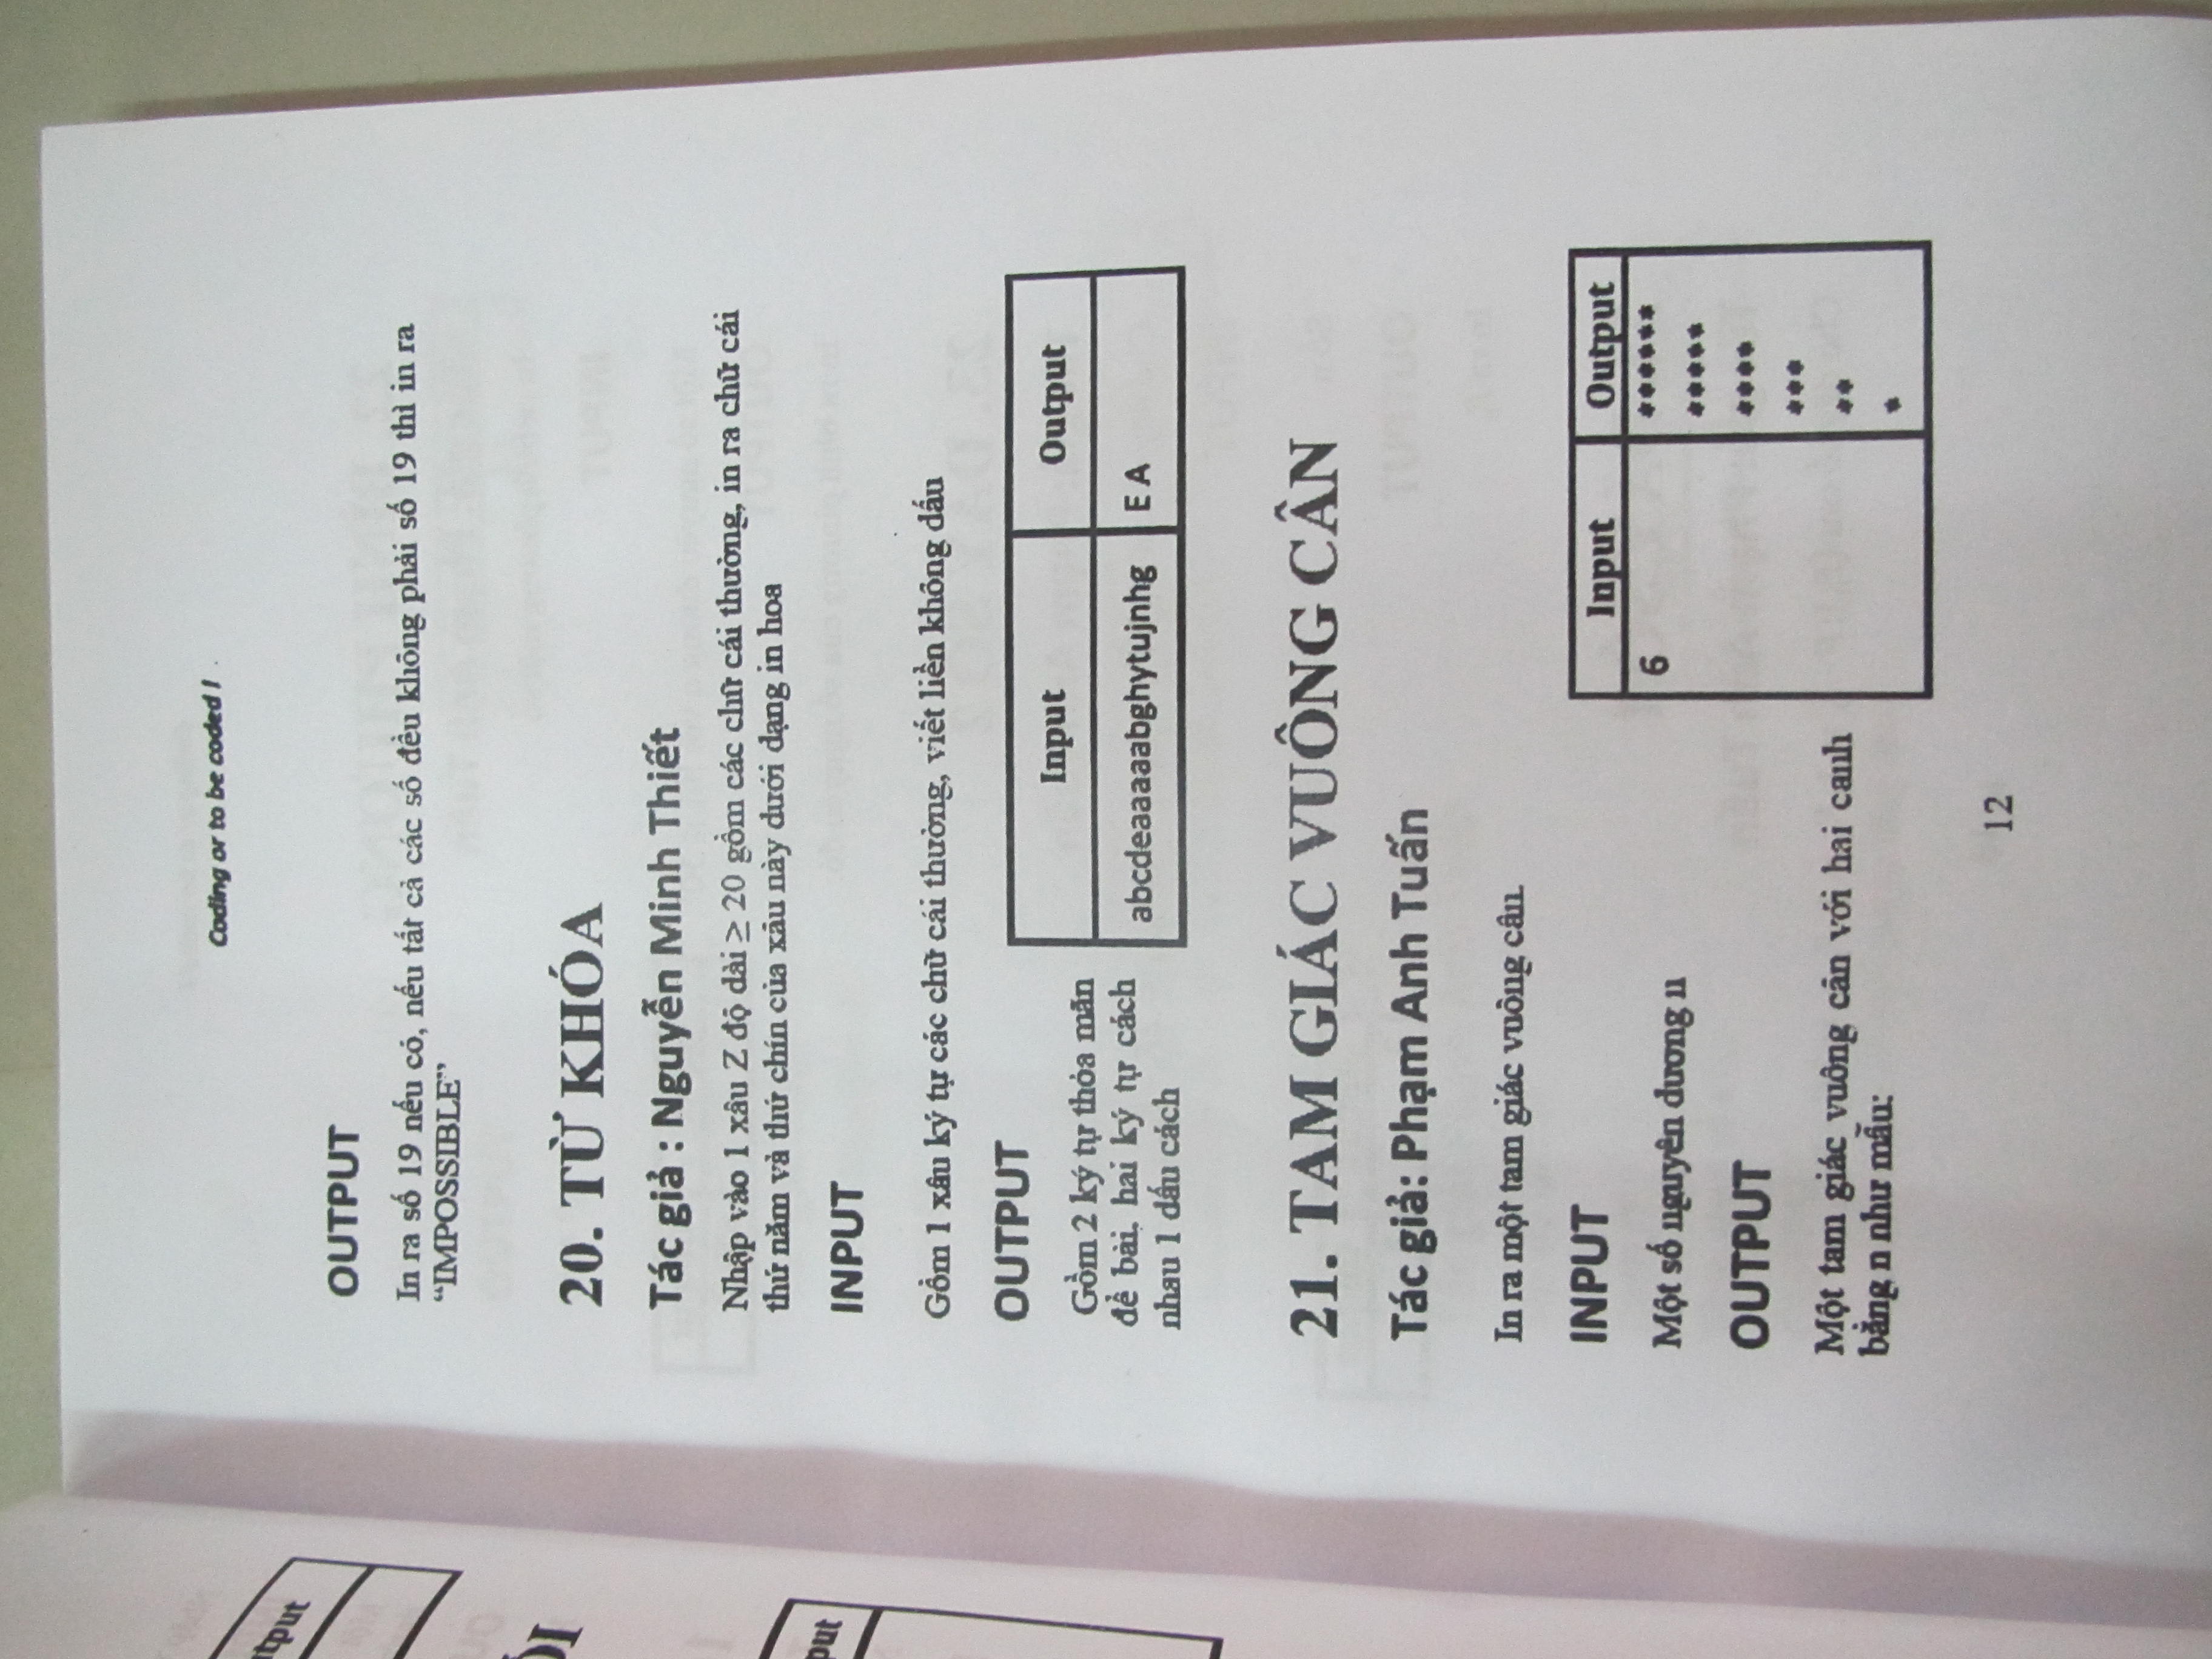 Coding or to be coded !
OUTPUT
In ra số 19 nếu có, nếu tất cả các số đều không phải số 19 thì in ra
“IMPOSSIBLE”
20. TỪ KHÓA
Tác giả : Nguyễn Minh Thiết
Nhập vào 1 xâu Z độ dài ≥ 20 gồm các chữ cái thường, in ra chữ cái
thứ năm và thứ chín của xâu này dưới dạng in hoa
INPUT
Gồm 1 xâu ký tự các chữ cái thường, viết liền không dấu
OUTPUT
Gồm 2 ký tự thỏa mãn
đề bài, hai ký tự cách
nhau 1 dấu cách
Input Output
abcdeaaaaabghytujnhg E A
21. TAM GIÁC VUÔNG CÂN
Tác giả: Phạm Anh Tuấn
In ra một tam giác vuông cân.
INPUT
Một số nguyên dương n
OUTPUT
Một tam giác vuông cân với hai cạnh
bằng n như mẫu:
Input Output
6 ******
*****
****
***
**
*
12